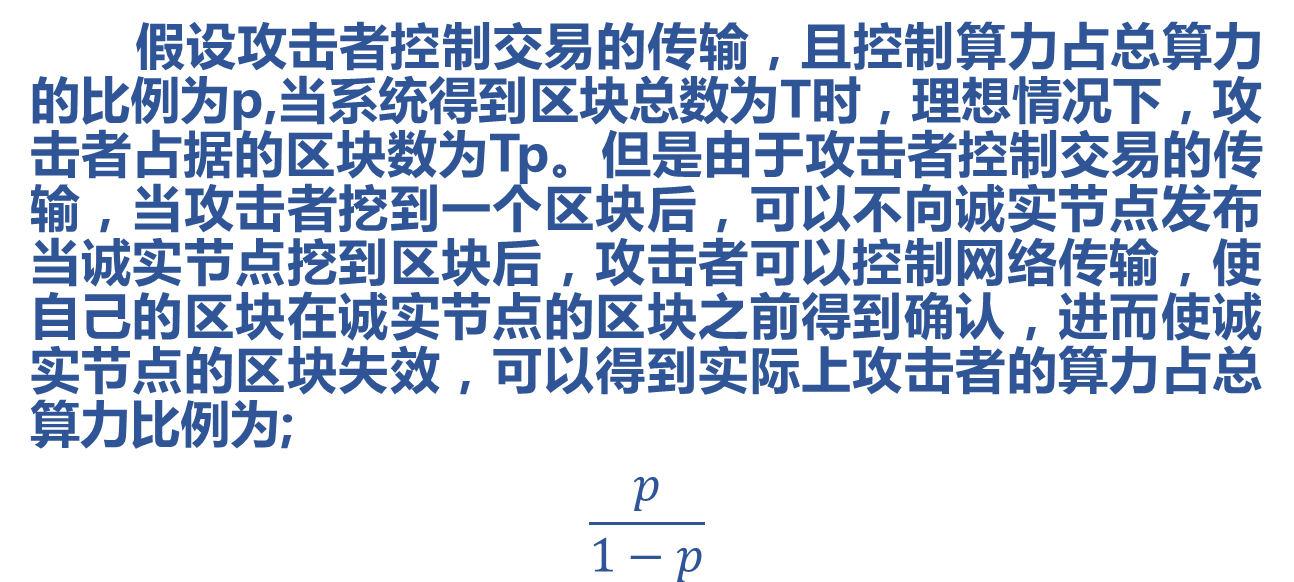 假设攻击者控制交易的传输，且控制算力占总算力
的比例为p,当系统得到区块总数为T时，理想情况下，攻
击者占据的区块数为Tp。但是由于攻击者控制交易的传
输，当攻击者挖到一个区块后，可以不向诚实节点发布
当诚实节点挖到区块后，攻击者可以控制网络传输，使
自己的区块在诚实节点的区块之前得到确认，进而使诚
实节点的区块失效，可以得到实际上攻击者的算力占总
算力比例为;
p
1 − p